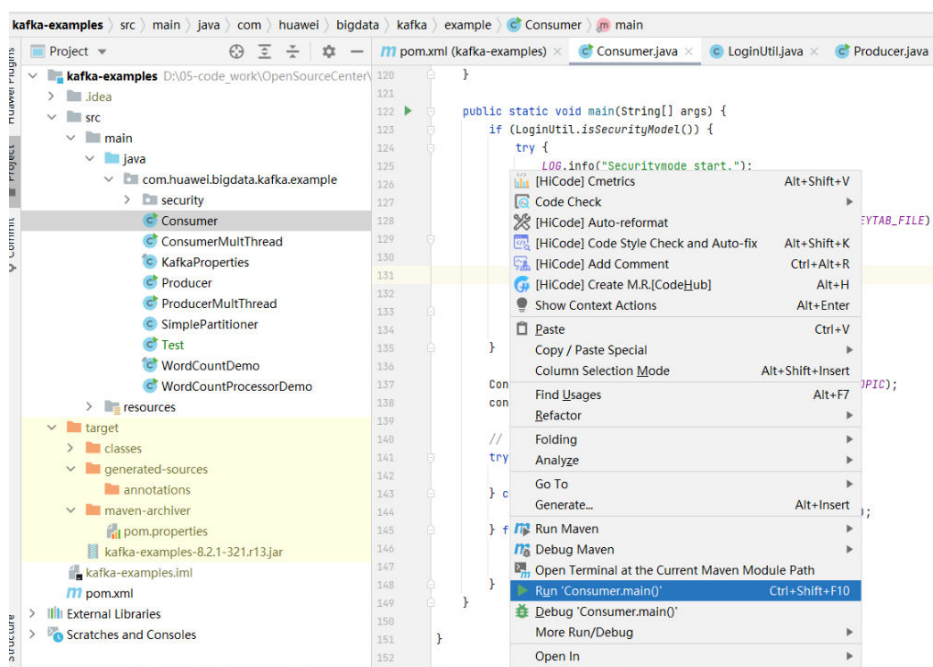 kafka-examples 〉 src 〉 main 〉 java 〉 com 〉 huawei 〉 bigdata 〉 kafka 〉 example 〉 Consumer 〉 main
Project
pom.xml (kafka-examples) × Consumer.java × LoginUtil.java × Producer.java
Huawei Plugins
Project
Commit
Structure
kafka-examples D:\05-code_work\OpenSourceCenter\
.idea
src
main
java
com.huawei.bigdata.kafka.example
security
Consumer
ConsumerMultThread
KafkaProperties
Producer
ProducerMultThread
SimplePartitioner
Test
WordCountDemo
WordCountProcessorDemo
resources
target
classes
generated-sources
annotations
maven-archiver
pom.properties
kafka-examples-8.2.1-321.r13.jar
kafka-examples.iml
pom.xml
External Libraries
Scratches and Consoles
120 }
121
122 public static void main(String[] args) {
123 if (LoginUtil.isSecurityModel()) {
124 try {
125 LOG.info("Securitymode start.");
126
127
128 EYTAB_FILE)
129
130
131
132
133
134
135 }
136
137 Con OPIC);
138 con
139
140 //
141 try
142
143 } c
144 );
145 } f
146
147
148 }
149 }
150
151 }
152
[HiCode] Cmetrics Alt+Shift+V
Code Check
[HiCode] Auto-reformat
[HiCode] Code Style Check and Auto-fix Alt+Shift+K
[HiCode] Add Comment Ctrl+Alt+R
[HiCode] Create M.R.[CodeHub] Alt+H
Show Context Actions Alt+Enter
Paste Ctrl+V
Copy / Paste Special
Column Selection Mode Alt+Shift+Insert
Find Usages Alt+F7
Refactor
Folding
Analyze
Go To
Generate... Alt+Insert
Run Maven
Debug Maven
Open Terminal at the Current Maven Module Path
Run 'Consumer.main()' Ctrl+Shift+F10
Debug 'Consumer.main()'
More Run/Debug
Open In